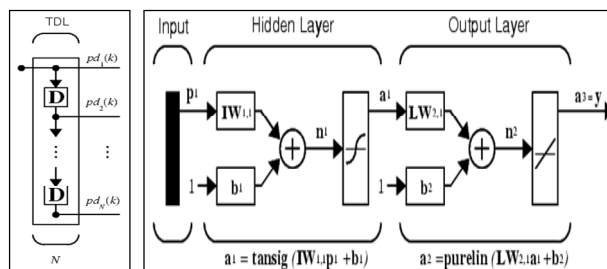 TDL
pd₁(k)
D
pd₂(k)
D
pd_N(k)
N
Input Hidden Layer Output Layer
p¹ IW₁,₁ a¹ LW₂,₁ a₃ = y
n¹ n²
1 b¹ 1 b²
a¹ = tansig (IW₁,₁p¹ +b₁) a² =purelin (LW₂,₁a¹ +b²)